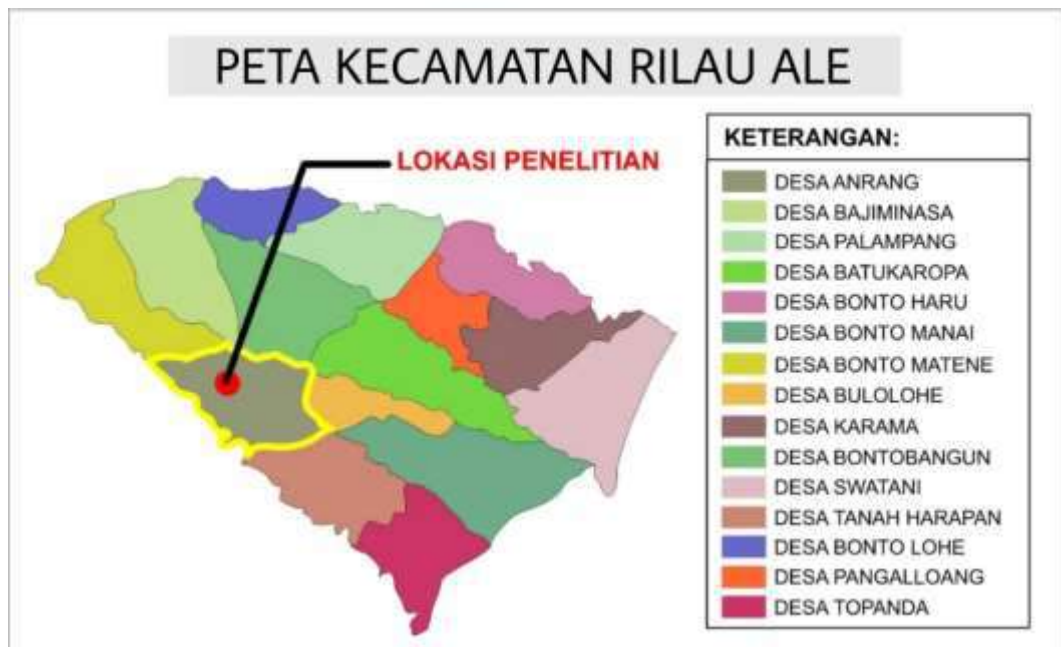 PETA KECAMATAN RILAU ALE
LOKASI PENELITIAN
KETERANGAN:
DESA ANRANG
DESA BAJIMINASA
DESA PALAMPANG
DESA BATUKAROPA
DESA BONTO HARU
DESA BONTO MANAI
DESA BONTO MATENE
DESA BULOLOHE
DESA KARAMA
DESA BONTOBANGUN
DESA SWATANI
DESA TANAH HARAPAN
DESA BONTO LOHE
DESA PANGALLOANG
DESA TOPANDA